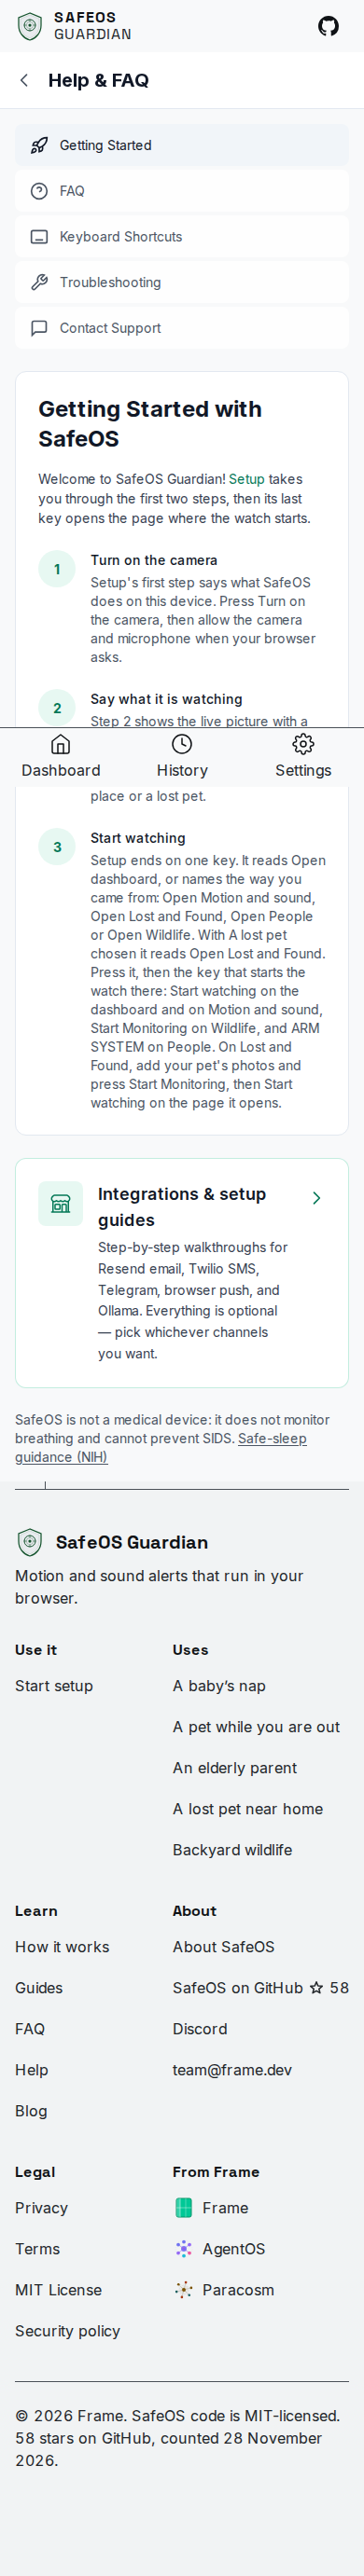 SAFEOS
GUARDIAN
Help & FAQ
Getting Started
FAQ
Keyboard Shortcuts
Troubleshooting
Contact Support
Getting Started with
SafeOS
Welcome to SafeOS Guardian! Setup takes
you through the first two steps, then its last
key opens the page where the watch starts.
1
Turn on the camera
Setup's first step says what SafeOS
does on this device. Press Turn on
the camera, then allow the camera
and microphone when your browser
asks.
2
Say what it is watching
Step 2 shows the live picture with a
Dashboard
History
Settings
place or a lost pet.
3
Start watching
Setup ends on one key. It reads Open
dashboard, or names the way you
came from: Open Motion and sound,
Open Lost and Found, Open People
or Open Wildlife. With A lost pet
chosen it reads Open Lost and Found.
Press it, then the key that starts the
watch there: Start watching on the
dashboard and on Motion and sound,
Start Monitoring on Wildlife, and ARM
SYSTEM on People. On Lost and
Found, add your pet's photos and
press Start Monitoring, then Start
watching on the page it opens.
Integrations & setup
guides
Step-by-step walkthroughs for
Resend email, Twilio SMS,
Telegram, browser push, and
Ollama. Everything is optional
— pick whichever channels
you want.
SafeOS is not a medical device: it does not monitor
breathing and cannot prevent SIDS. Safe-sleep
guidance (NIH)
SafeOS Guardian
Motion and sound alerts that run in your
browser.
Use it
Start setup
Uses
A baby’s nap
A pet while you are out
An elderly parent
A lost pet near home
Backyard wildlife
Learn
How it works
Guides
FAQ
Help
Blog
About
About SafeOS
SafeOS on GitHub ☆ 58
Discord
team@frame.dev
Legal
Privacy
Terms
MIT License
Security policy
From Frame
Frame
AgentOS
Paracosm
© 2026 Frame. SafeOS code is MIT-licensed.
58 stars on GitHub, counted 28 November
2026.